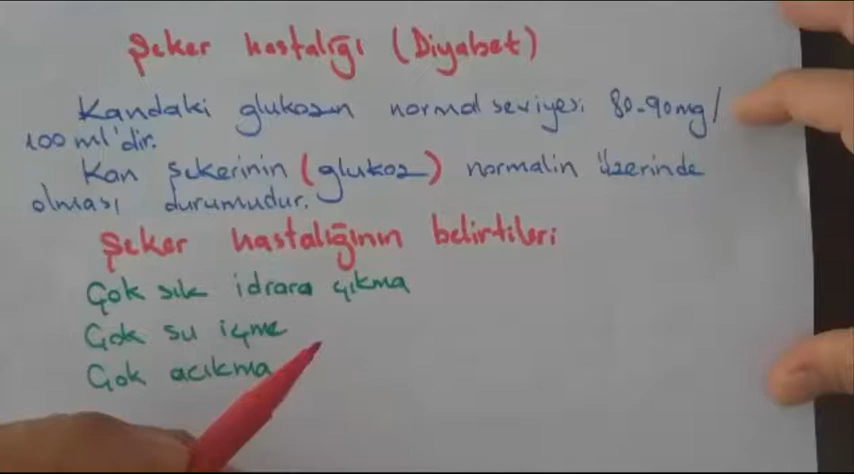 Şeker hastalığı (Diyabet)
Kandaki glukozun normal seviyesi 80-90mg/
100 ml'dir.
Kan şekerinin (glukoz) normalin üzerinde
olması durumudur.
Şeker hastalığının belirtileri
Çok sık idrara çıkma
Çok su içme
Çok acıkma